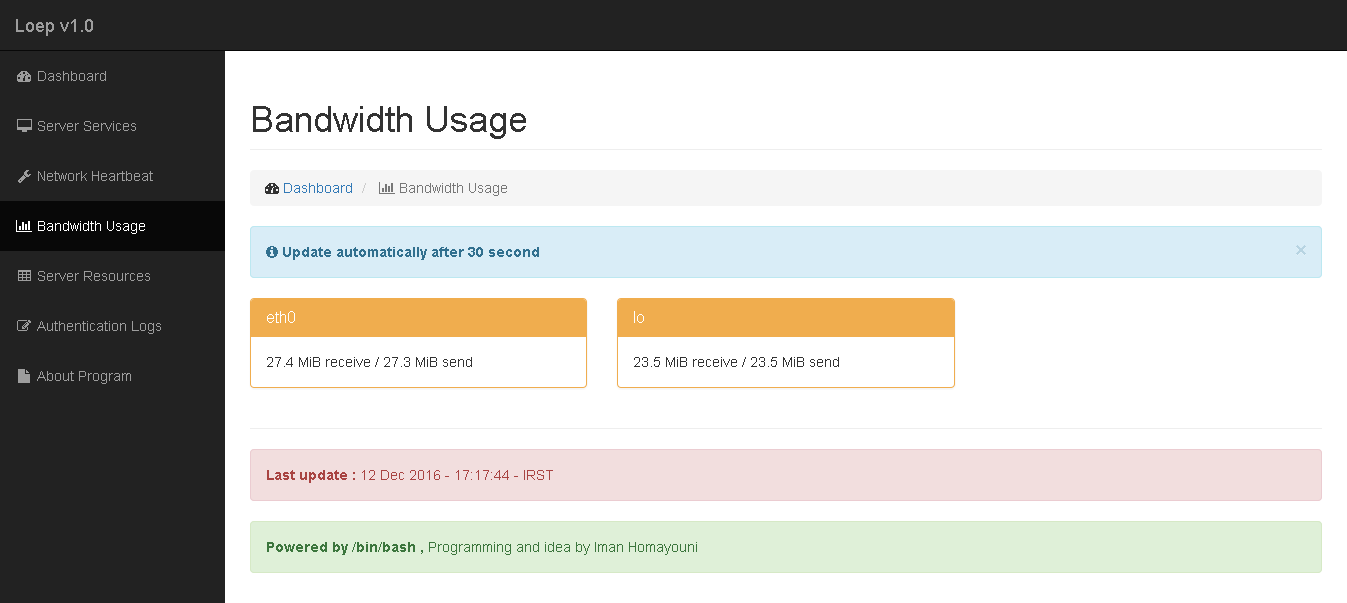 Loep v1.0
Dashboard
Server Services
Network Heartbeat
Bandwidth Usage
Server Resources
Authentication Logs
About Program
Bandwidth Usage
Dashboard / Bandwidth Usage
Update automatically after 30 second ×
eth0
27.4 MiB receive / 27.3 MiB send
lo
23.5 MiB receive / 23.5 MiB send
Last update : 12 Dec 2016 - 17:17:44 - IRST
Powered by /bin/bash , Programming and idea by Iman Homayouni